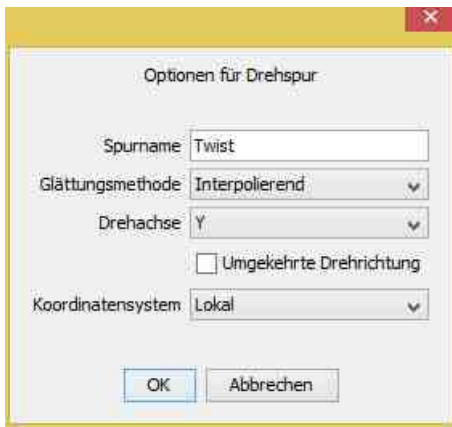 Optionen für Drehspur
Spurname Twist
Glättungsmethode Interpolierend
Drehachse Y
Umgekehrte Drehrichtung
Koordinatensystem Lokal
OK Abbrechen